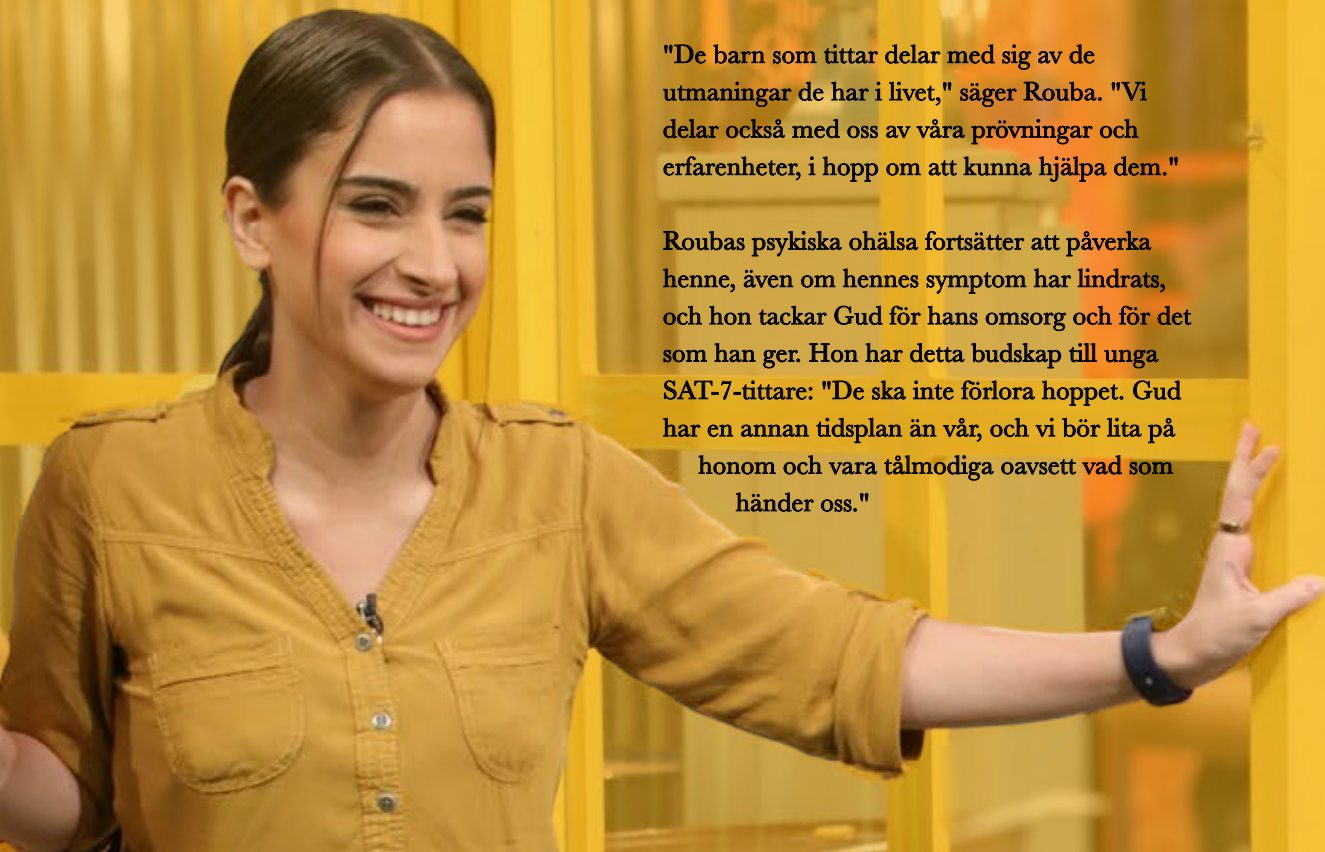 "De barn som tittar delar med sig av de
utmaningar de har i livet," säger Rouba. "Vi
delar också med oss av våra prövningar och
erfarenheter, i hopp om att kunna hjälpa dem."
Roubas psykiska ohälsa fortsätter att påverka
henne, även om hennes symptom har lindrats,
och hon tackar Gud för hans omsorg och för det
som han ger. Hon har detta budskap till unga
SAT-7-tittare: "De ska inte förlora hoppet. Gud
har en annan tidsplan än vår, och vi bör lita på
honom och vara tålmodiga oavsett vad som
händer oss."